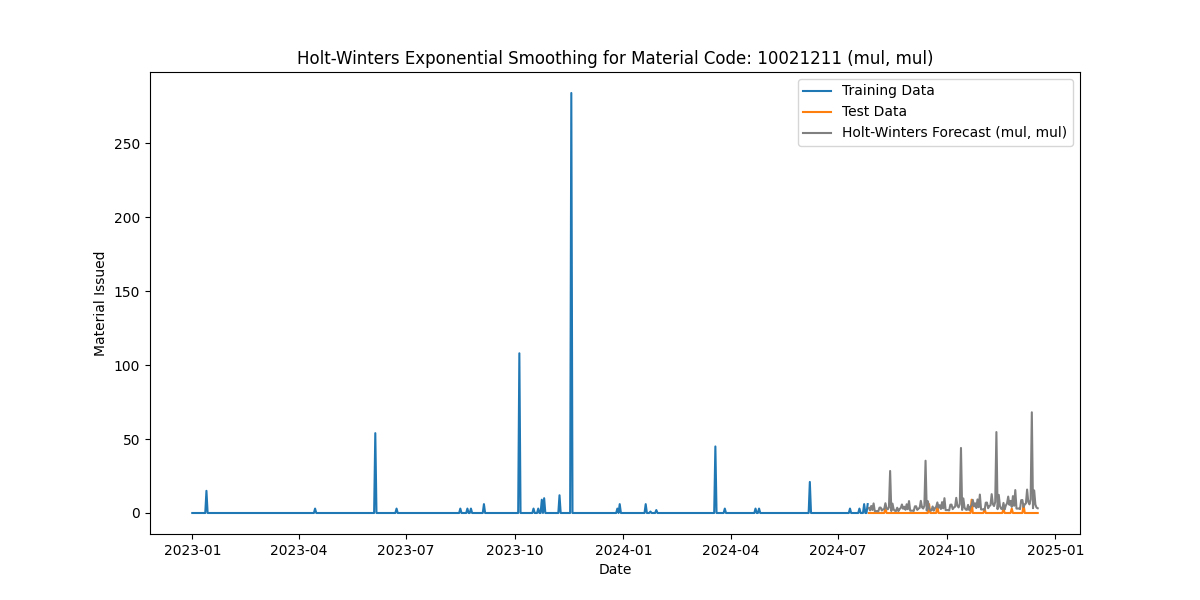 Holt-Winters Exponential Smoothing for Material Code: 10021211 (mul, mul)
Training Data
Test Data
Holt-Winters Forecast (mul, mul)
Material Issued
250
200
150
100
50
0
2023-01 2023-04 2023-07 2023-10 2024-01 2024-04 2024-07 2024-10 2025-01
Date